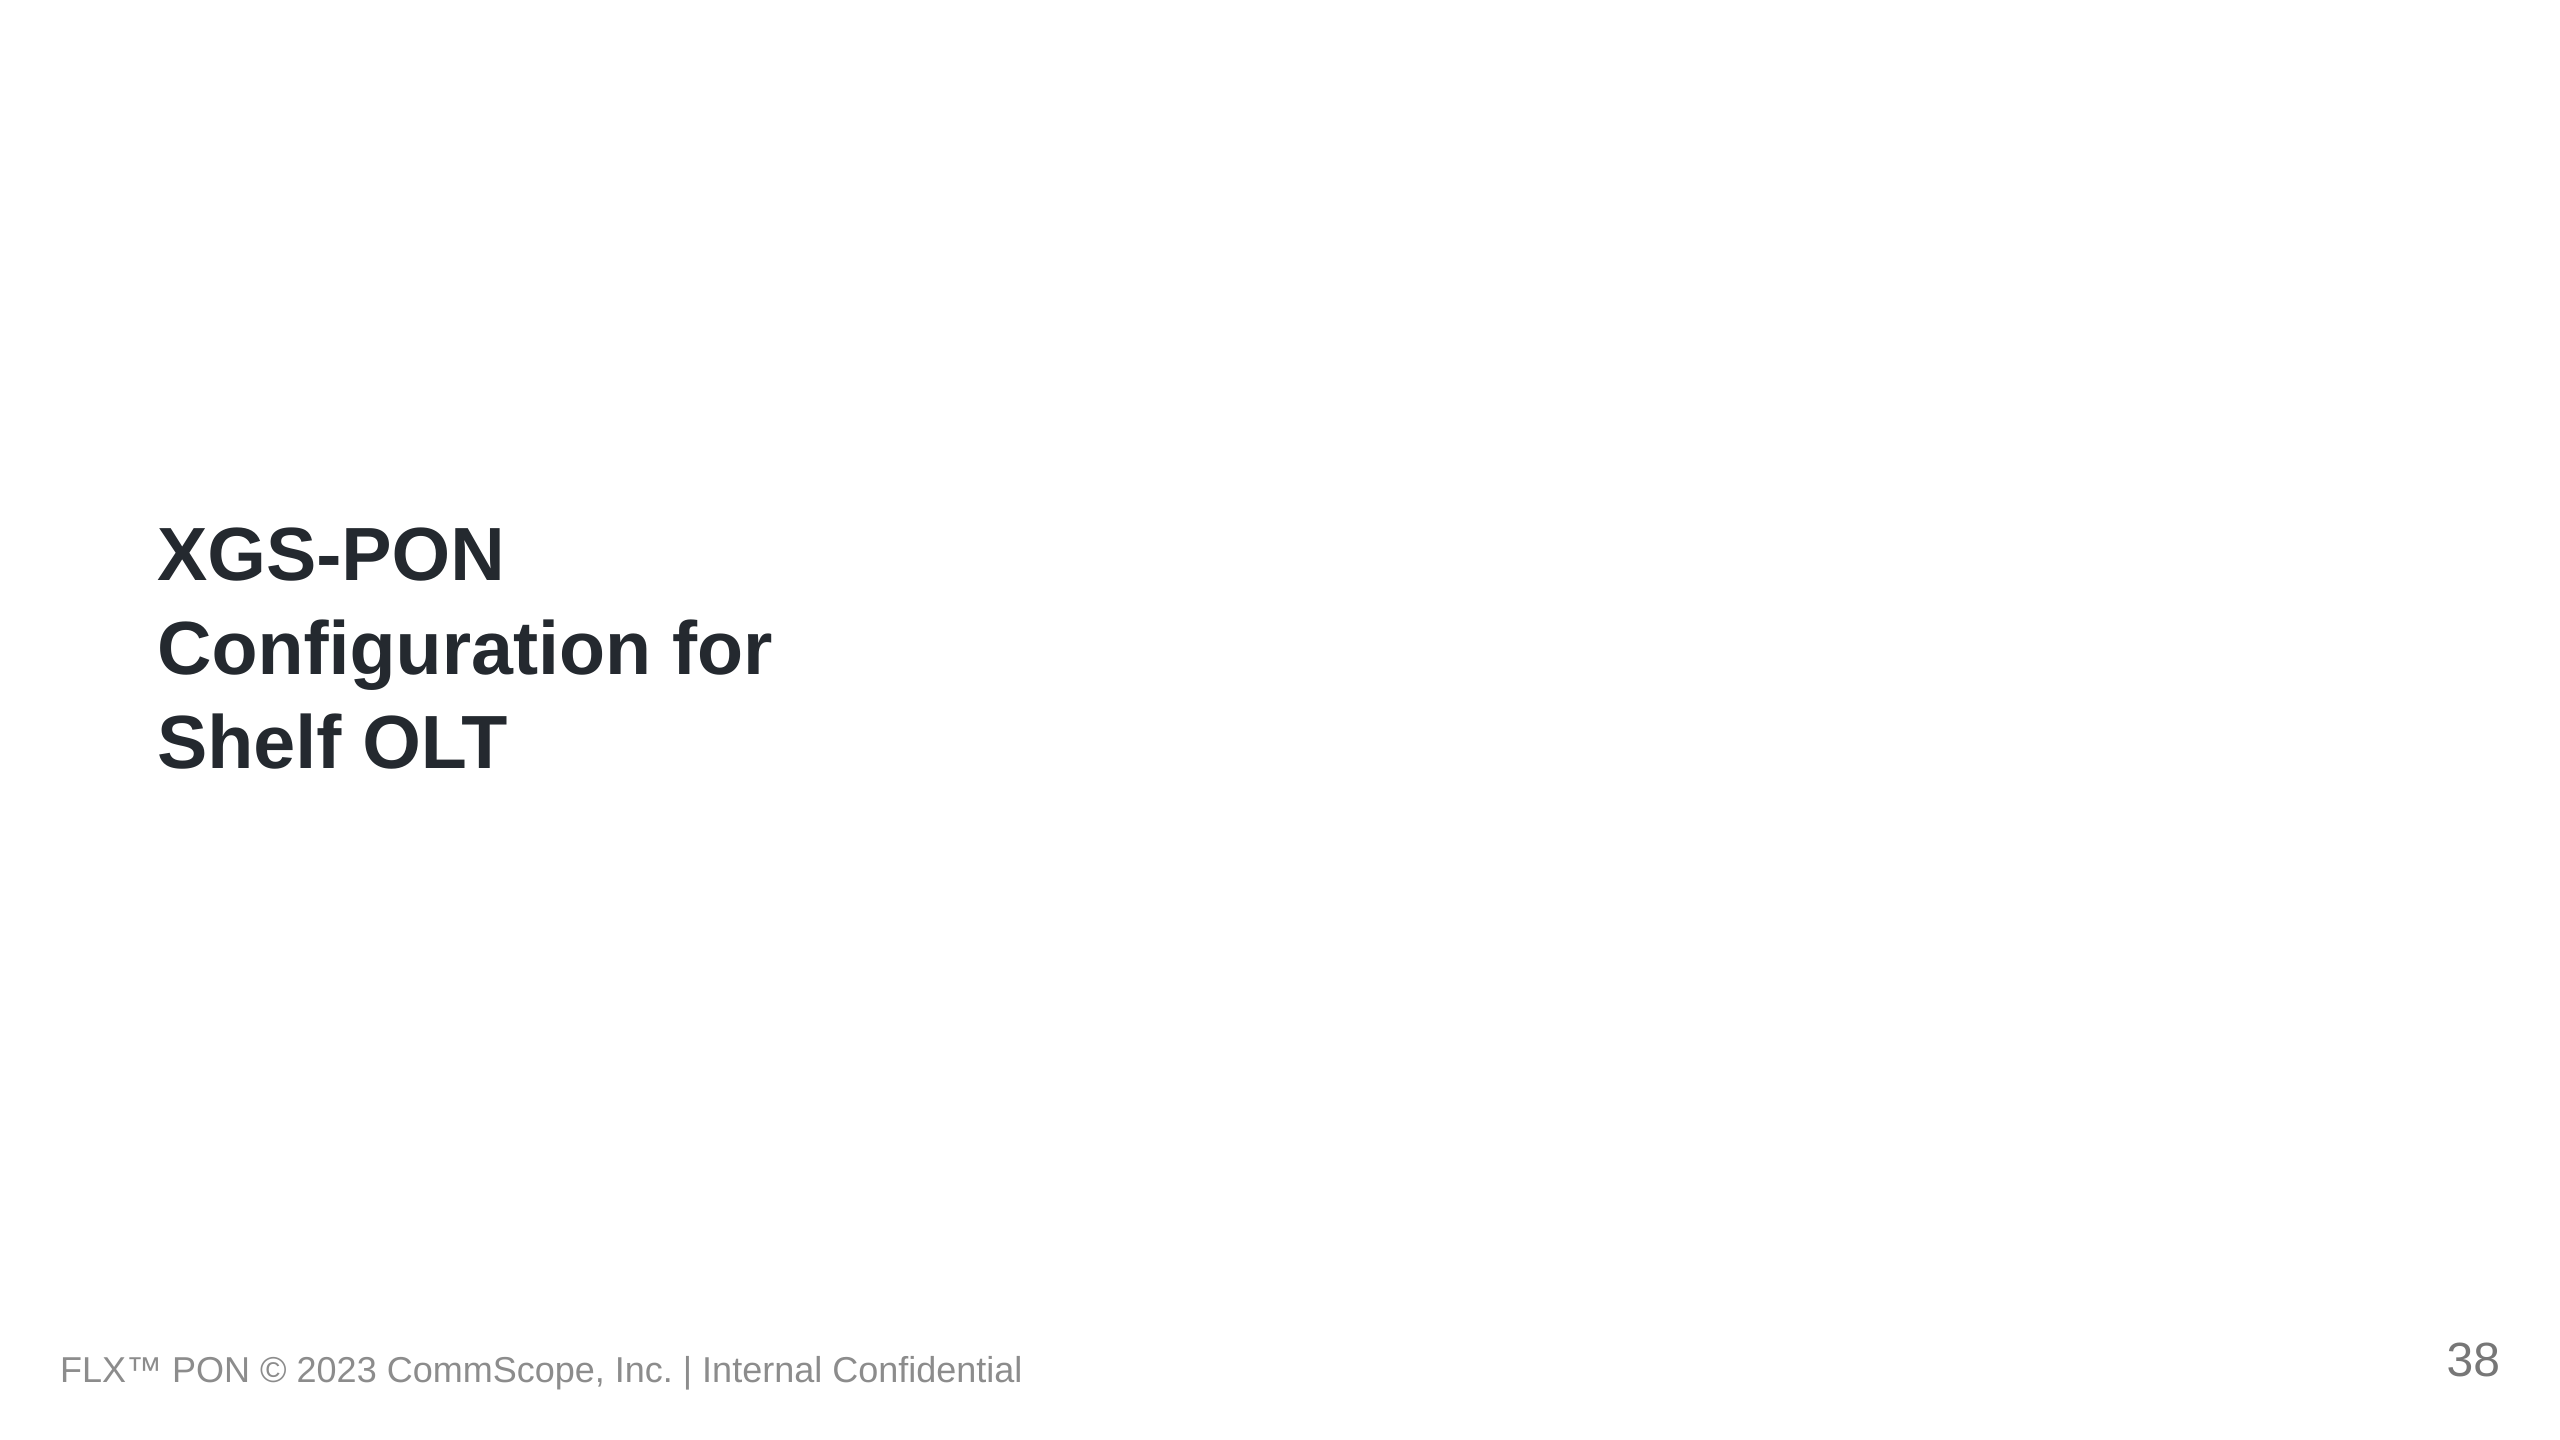 XGS-PON
Configuration for
Shelf OLT
FLX™ PON © 2023 CommScope, Inc. | Internal Confidential
38